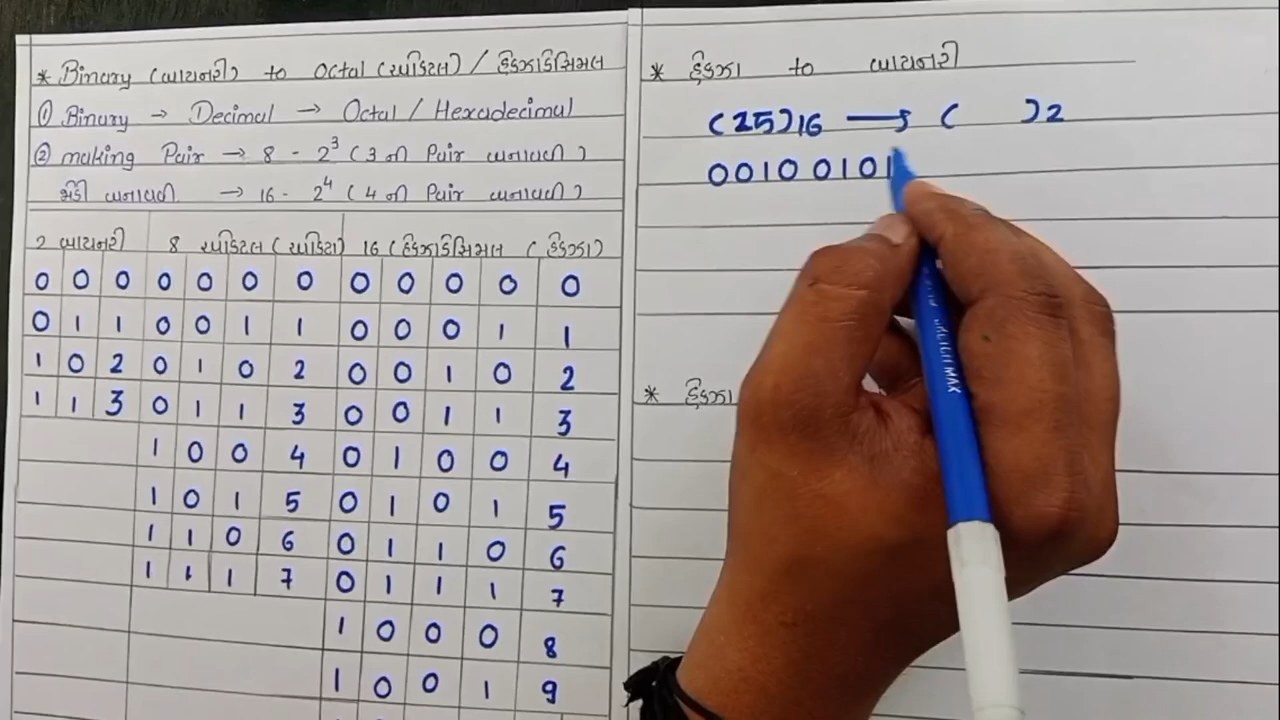 * Binary (બાયનરી) to Octal (ઓક્ટિલ) / હેક્ઝાડેસિમલ
① Binary → Decimal → Octal / Hexadecimal
② making Pair → 8 - 2³ (3 ની Pair બનાવવી)
બનાવવી → 16 - 2⁴ (4 ની Pair બનાવવી)
2 બાયનરી 8 16 (હેક્ઝાડેસિમલ (હેક્ઝા)
0 0 0 0 0 0 0 0 0 0 0 0
0 1 1 0 0 1 1 0 0 0 1 1
1 0 2 0 1 0 2 0 0 1 0 2
1 1 3 0 1 1 3 0 0 1 1 3
1 0 0 4 0 1 0 0 4
1 0 1 5 0 1 0 1 5
1 1 0 6 0 1 1 0 6
1 1 1 7 0 1 1 1 7
1 0 0 0 8
1 0 0 1 9
* હેક્ઝા to બાયનરી
(25)16 → ( )2
0010 0101
* હેક્ઝા